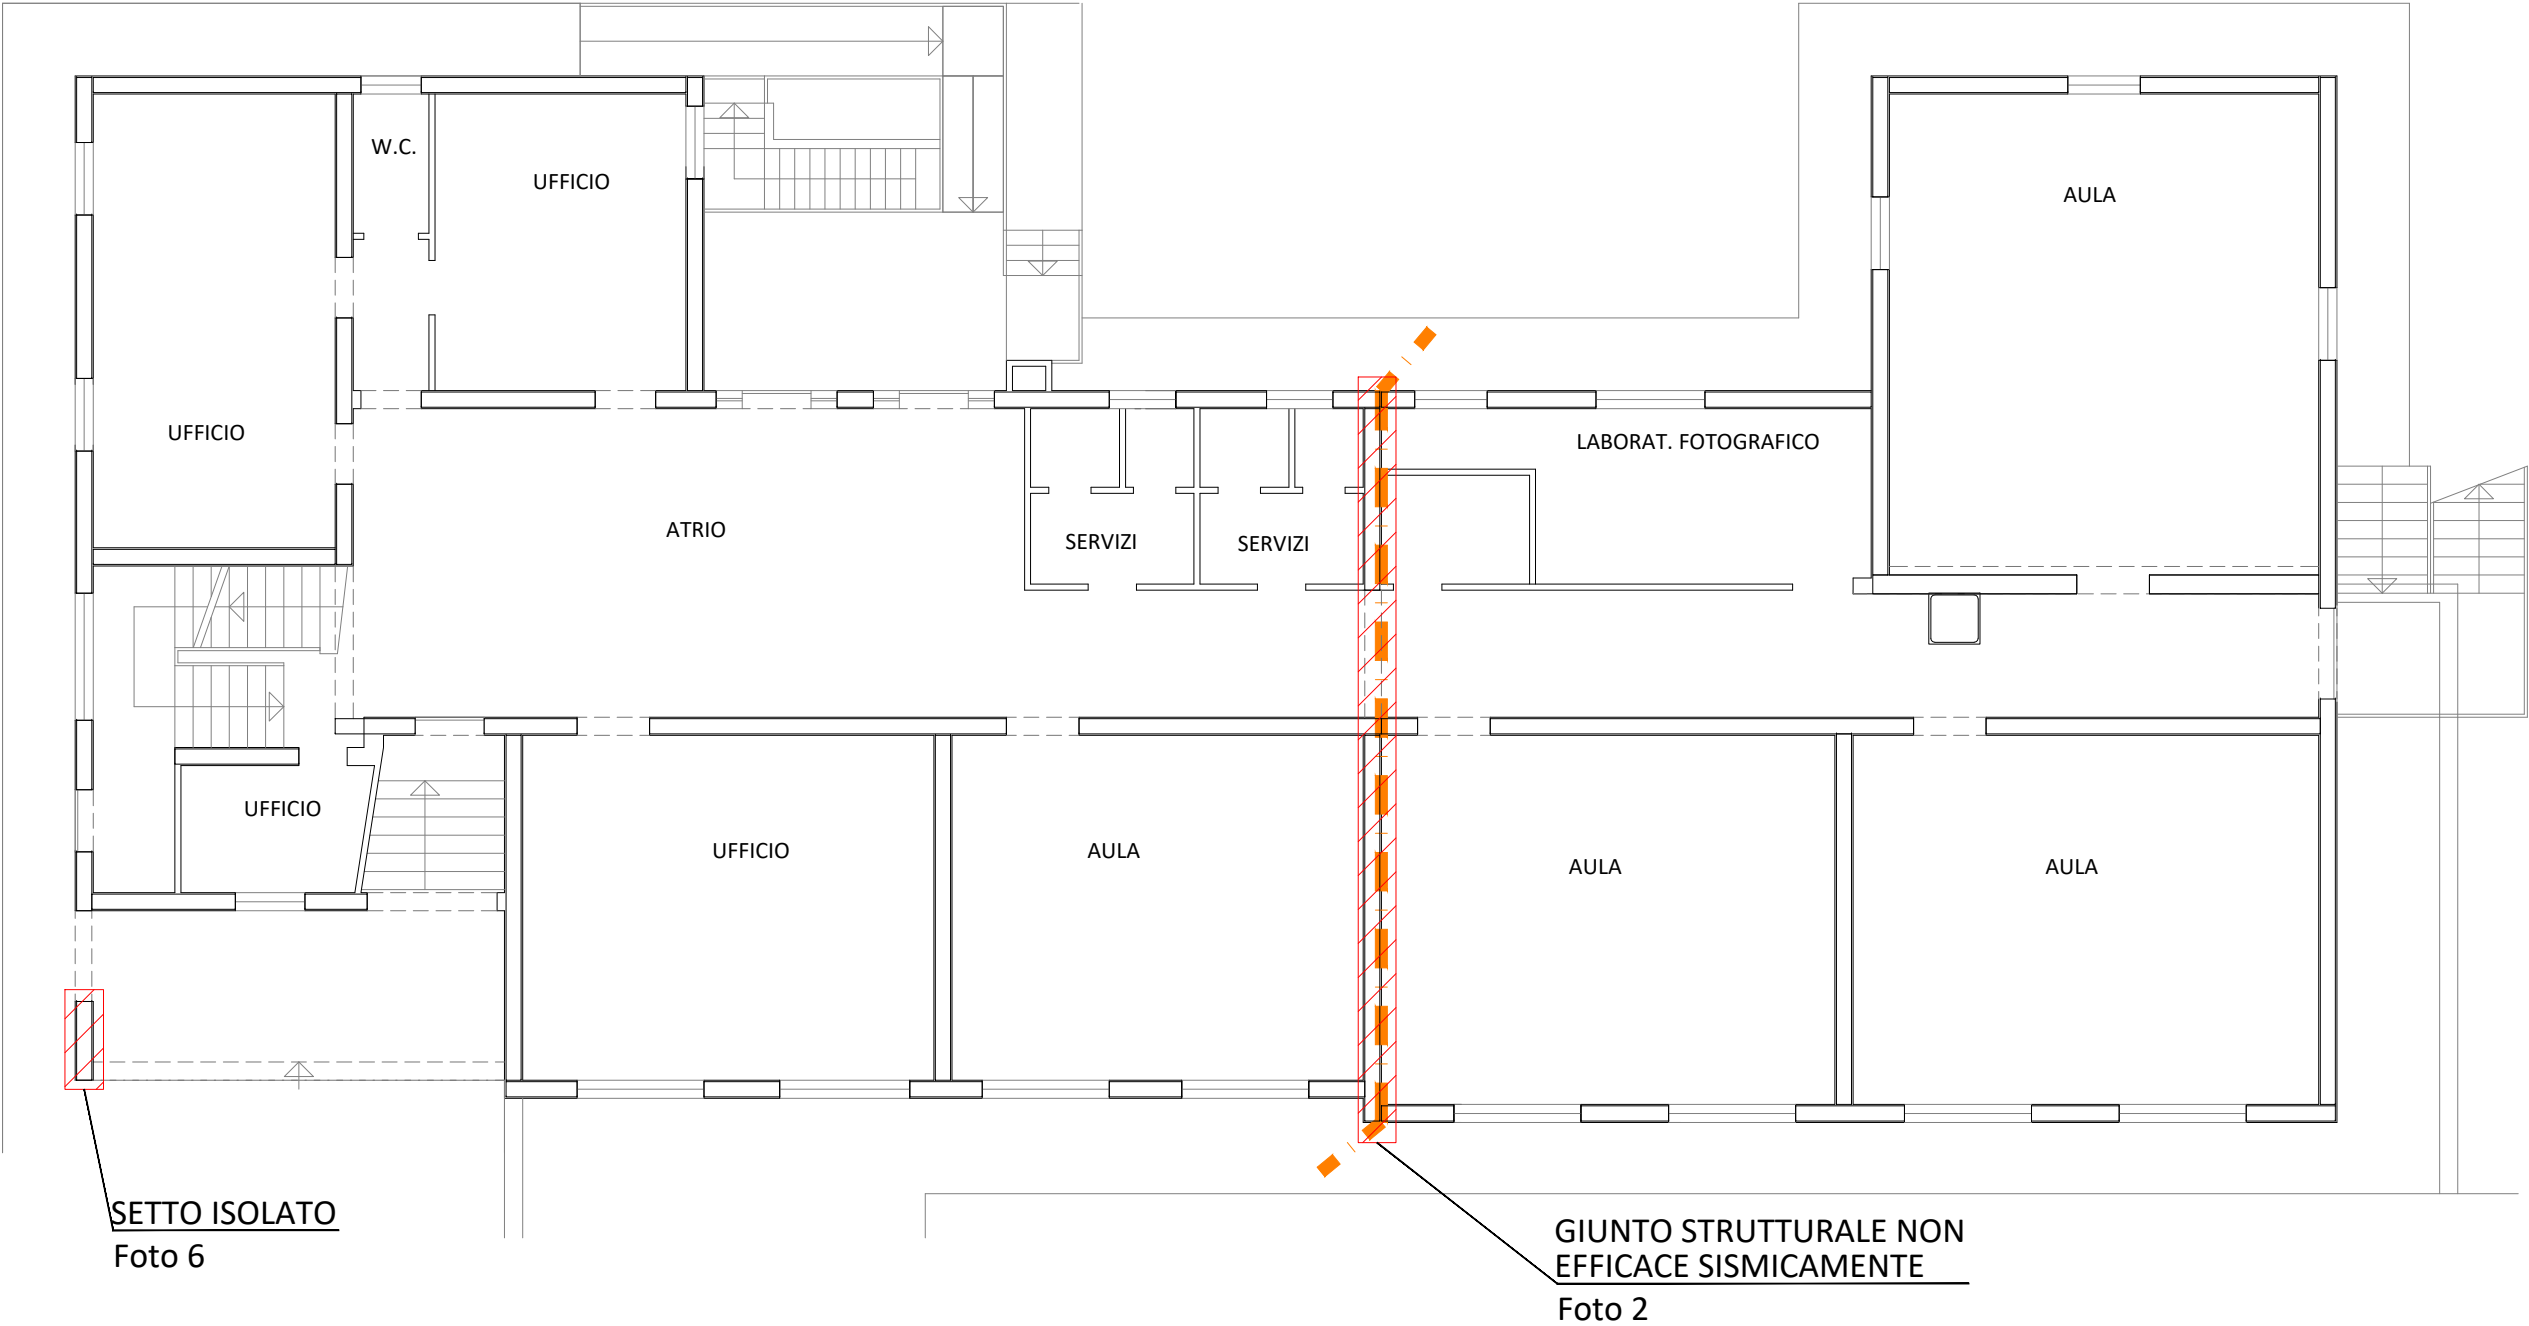 W.C.
UFFICIO
AULA
UFFICIO
LABORAT. FOTOGRAFICO
ATRIO
SERVIZI
SERVIZI
UFFICIO
UFFICIO
AULA
AULA
AULA
SETTO ISOLATO
Foto 6
GIUNTO STRUTTURALE NON
EFFICACE SISMICAMENTE
Foto 2